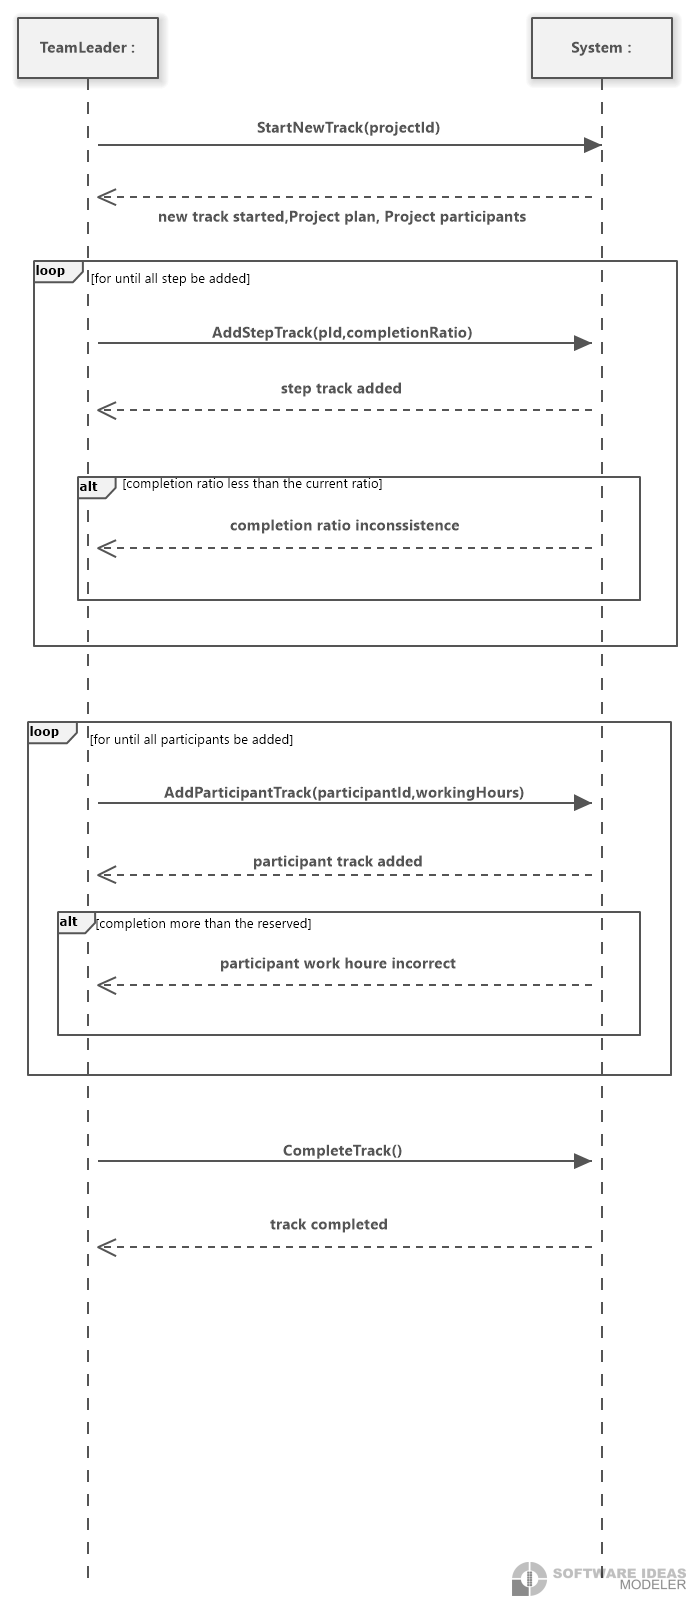 TeamLeader :
System :
StartNewTrack(projectId)
new track started,Project plan, Project participants
loop
[for until all step be added]
AddStepTrack(pId,completionRatio)
step track added
alt
[completion ratio less than the current ratio]
completion ratio inconssistence
loop
[for until all participants be added]
AddParticipantTrack(participantId,workingHours)
participant track added
alt
[completion more than the reserved]
participant work houre incorrect
CompleteTrack()
track completed
SOFTWARE IDEAS
MODELER